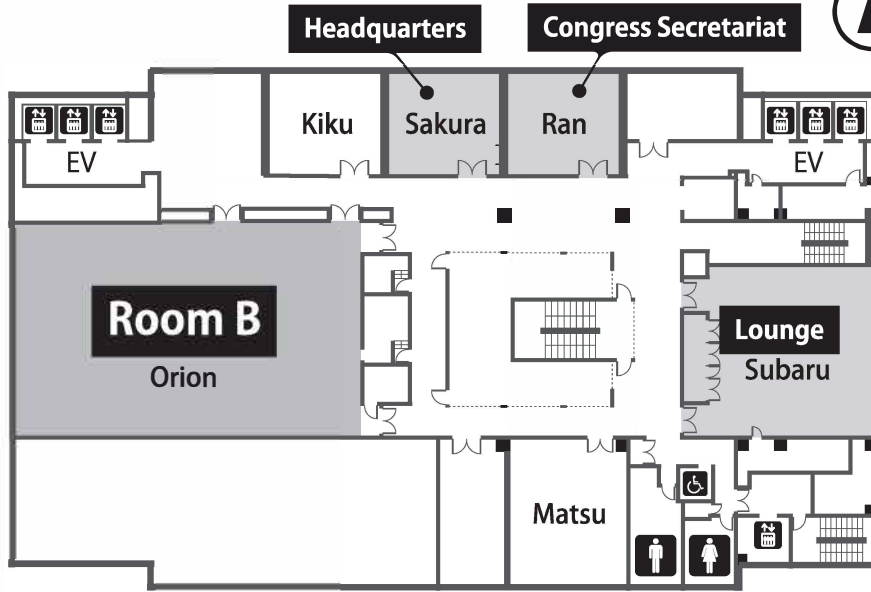 Headquarters
Congress Secretariat
Kiku
Sakura
Ran
EV
EV
Room B
Orion
Lounge
Subaru
Matsu